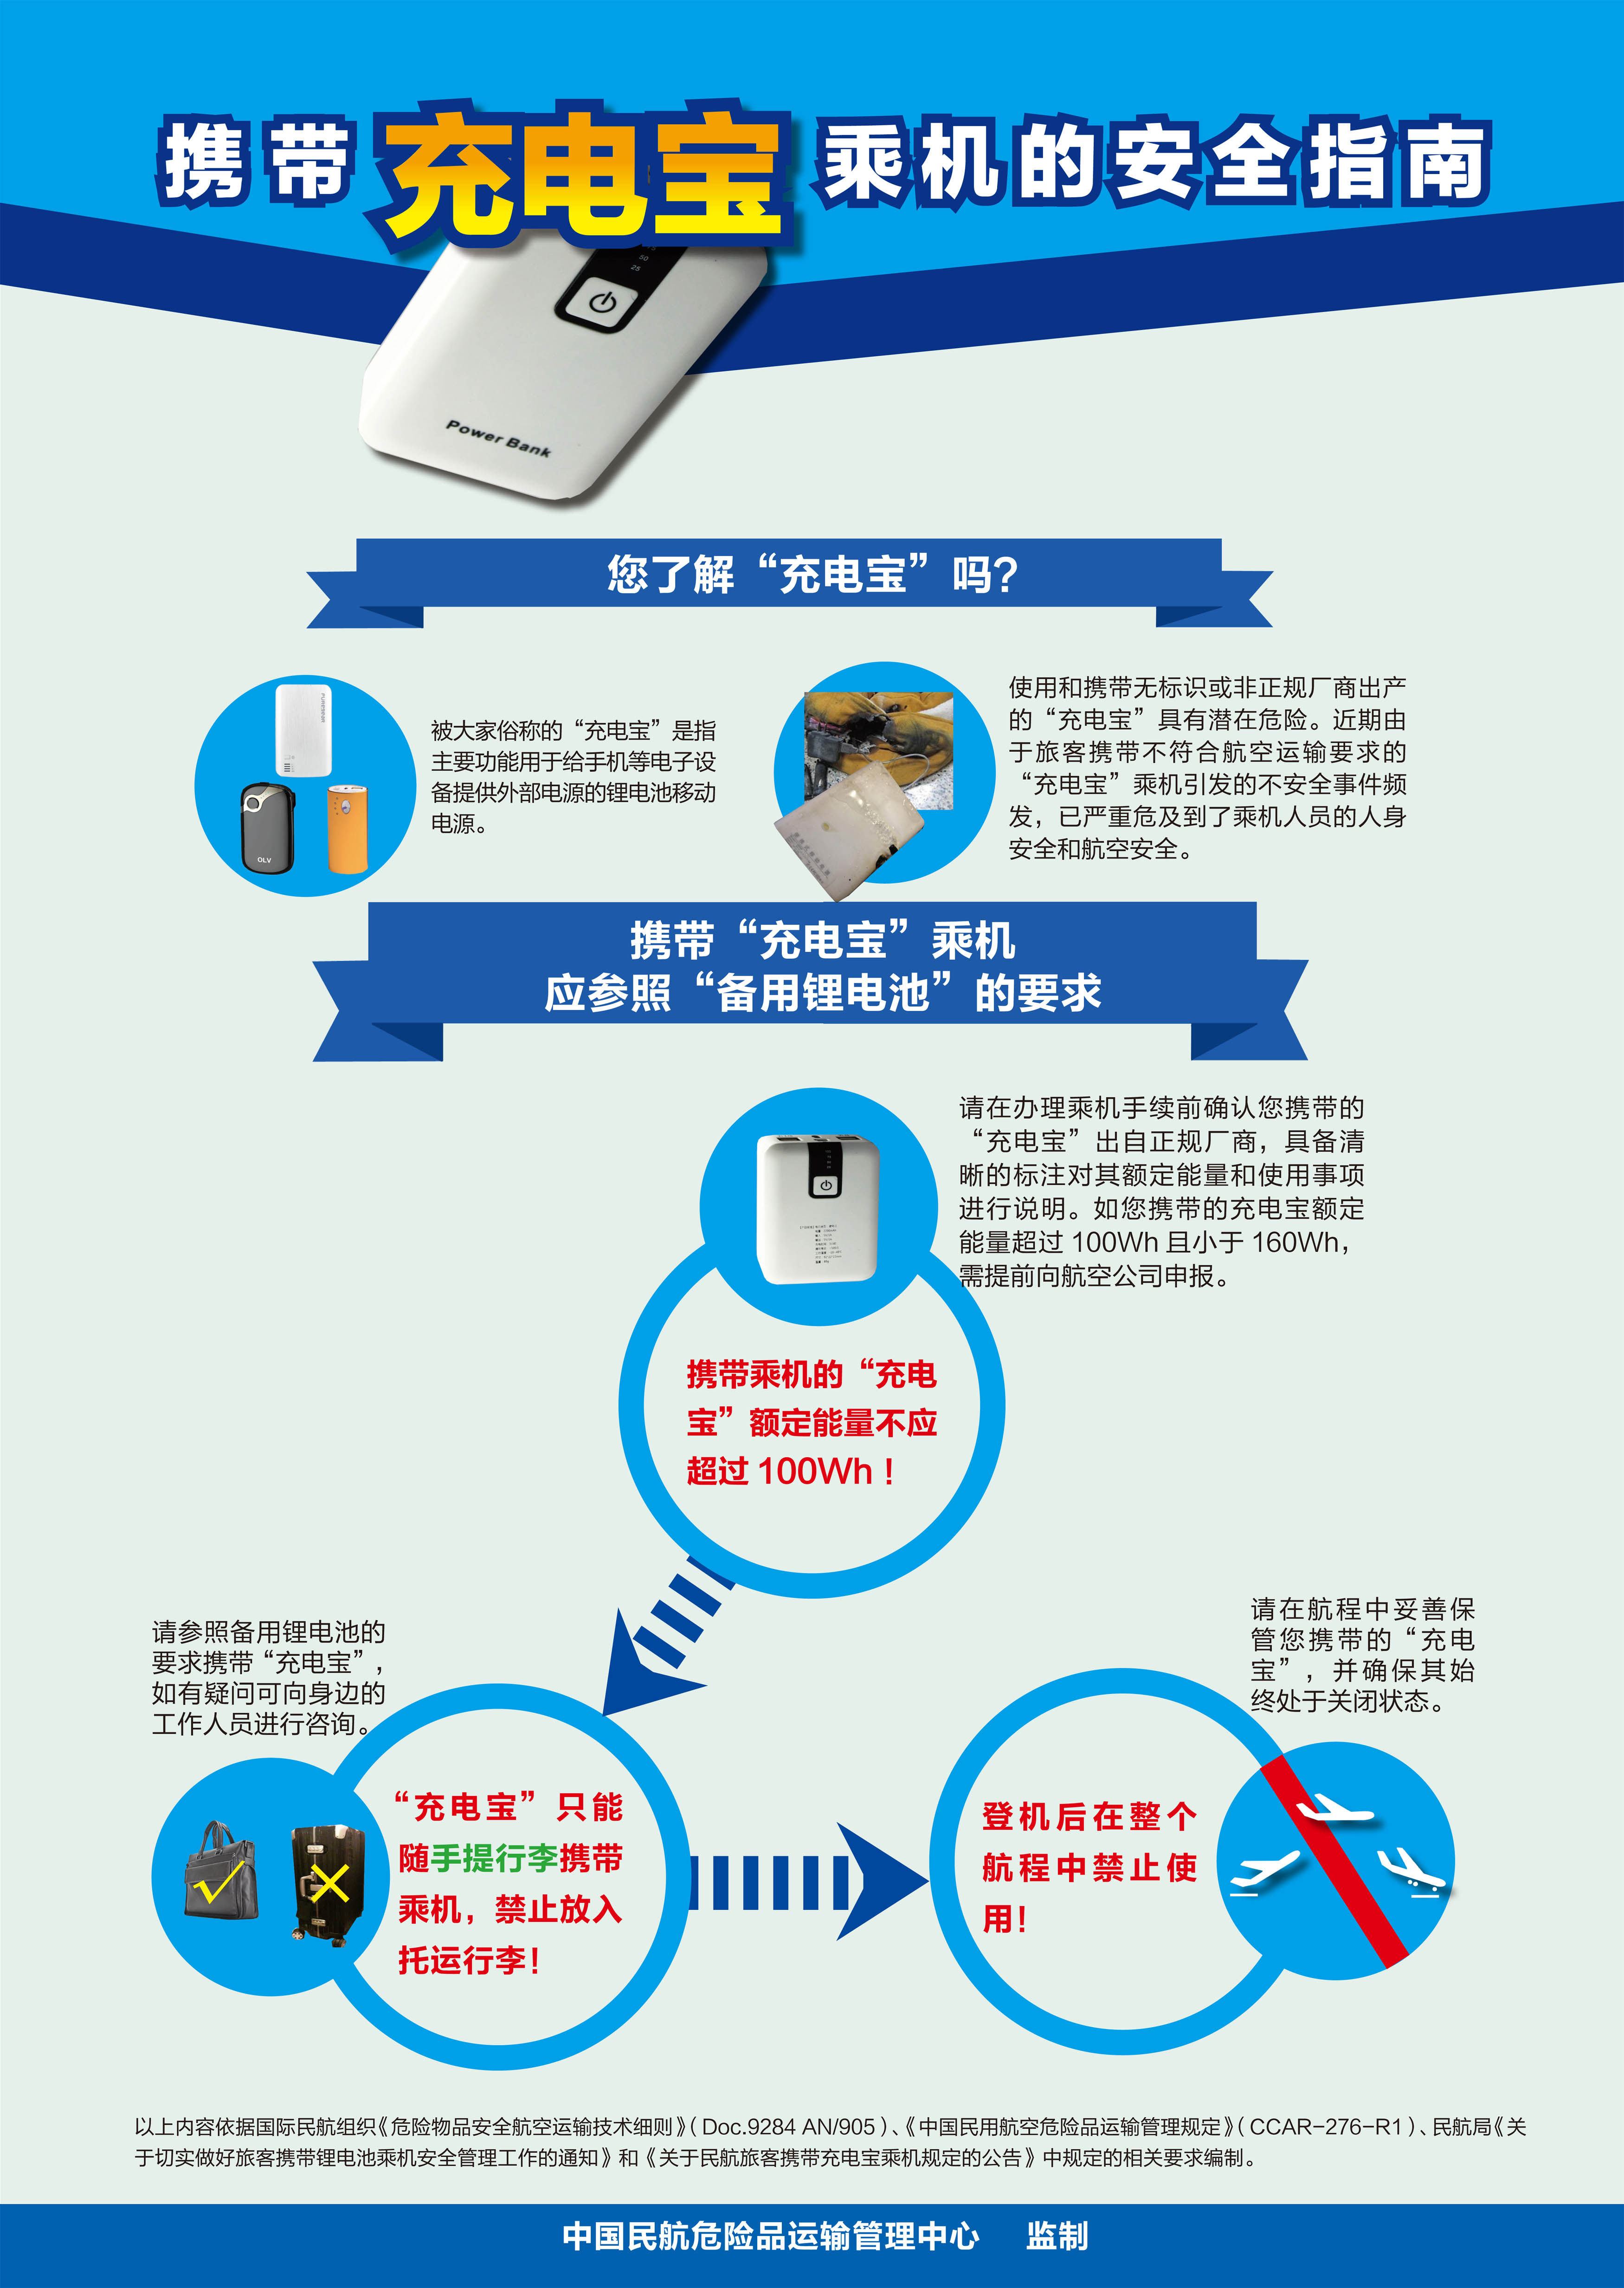 携带充电宝乘机的安全指南
50
25
Power Bank
您了解“充电宝”吗?
OLV
被大家俗称的“充电宝”是指
主要功能用于给手机等电子设
备提供外部电源的锂电池移动
电源。
使用和携带无标识或非正规厂商出产
的“充电宝”具有潜在危险。近期由
于旅客携带不符合航空运输要求的
“充电宝”乘机引发的不安全事件频
发，已严重危及到了乘机人员的人身
安全和航空安全。
携带“充电宝”乘机
应参照“备用锂电池”的要求
请在办理乘机手续前确认您携带的
“充电宝”出自正规厂商，具备清
晰的标注对其额定能量和使用事项
进行说明。如您携带的充电宝额定
能量超过 100Wh 且小于 160Wh，
需提前向航空公司申报。
携带乘机的“充电
宝”额定能量不应
超过 100Wh！
请参照备用锂电池的
要求携带“充电宝”，
如有疑问可向身边的
工作人员进行咨询。
“充电宝”只能
随手提行李携带
乘机，禁止放入
托运行李！
请在航程中妥善保
管您携带的“充电
宝”，并确保其始
终处于关闭状态。
登机后在整个
航程中禁止使
用！
以上内容依据国际民航组织《危险物品安全航空运输技术细则》（Doc.9284 AN/905）、《中国民用航空危险品运输管理规定》（CCAR-276-R1）、民航局《关
于切实做好旅客携带锂电池乘机安全管理工作的通知》和《关于民航旅客携带充电宝乘机规定的公告》中规定的相关要求编制。
中国民航危险品运输管理中心 监制